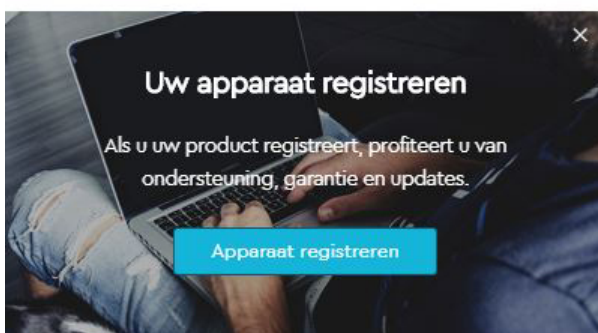 Uw apparaat registreren
Als u uw product registreert, profiteert u van
ondersteuning, garantie en updates.
Apparaat registreren